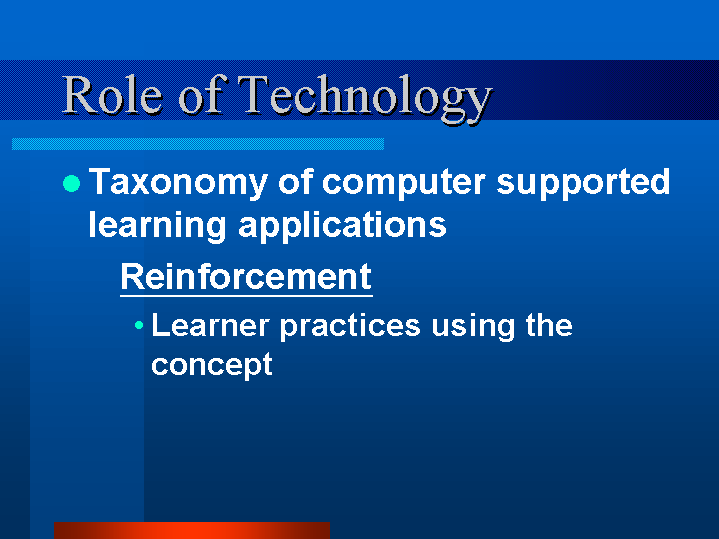 Role of Technology
Taxonomy of computer supported
learning applications
Reinforcement
• Learner practices using the
concept